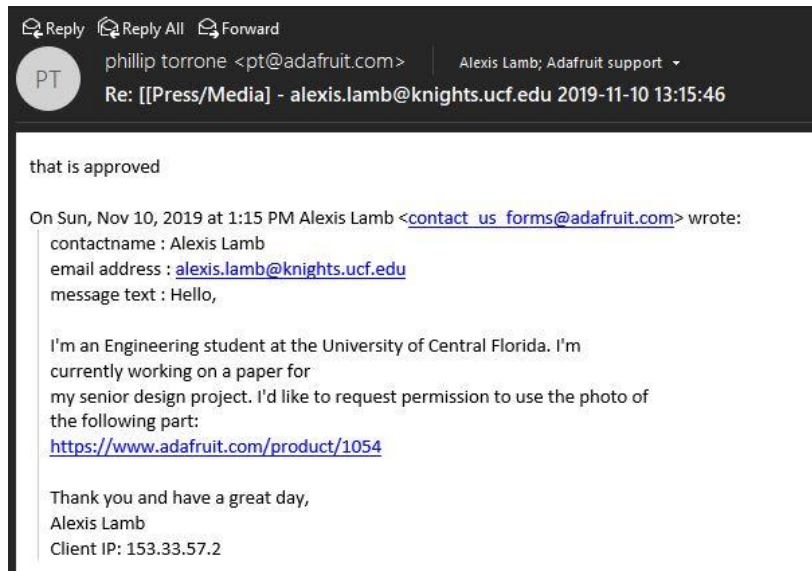 Reply Reply All Forward
PT
phillip torrone <pt@adafruit.com> Alexis Lamb; Adafruit support
Re: [[Press/Media] - alexis.lamb@knights.ucf.edu 2019-11-10 13:15:46
that is approved
On Sun, Nov 10, 2019 at 1:15 PM Alexis Lamb <contact_us_forms@adafruit.com> wrote:
contactname : Alexis Lamb
email address : alexis.lamb@knights.ucf.edu
message text : Hello,
I'm an Engineering student at the University of Central Florida. I'm
currently working on a paper for
my senior design project. I'd like to request permission to use the photo of
the following part:
https://www.adafruit.com/product/1054
Thank you and have a great day,
Alexis Lamb
Client IP: 153.33.57.2